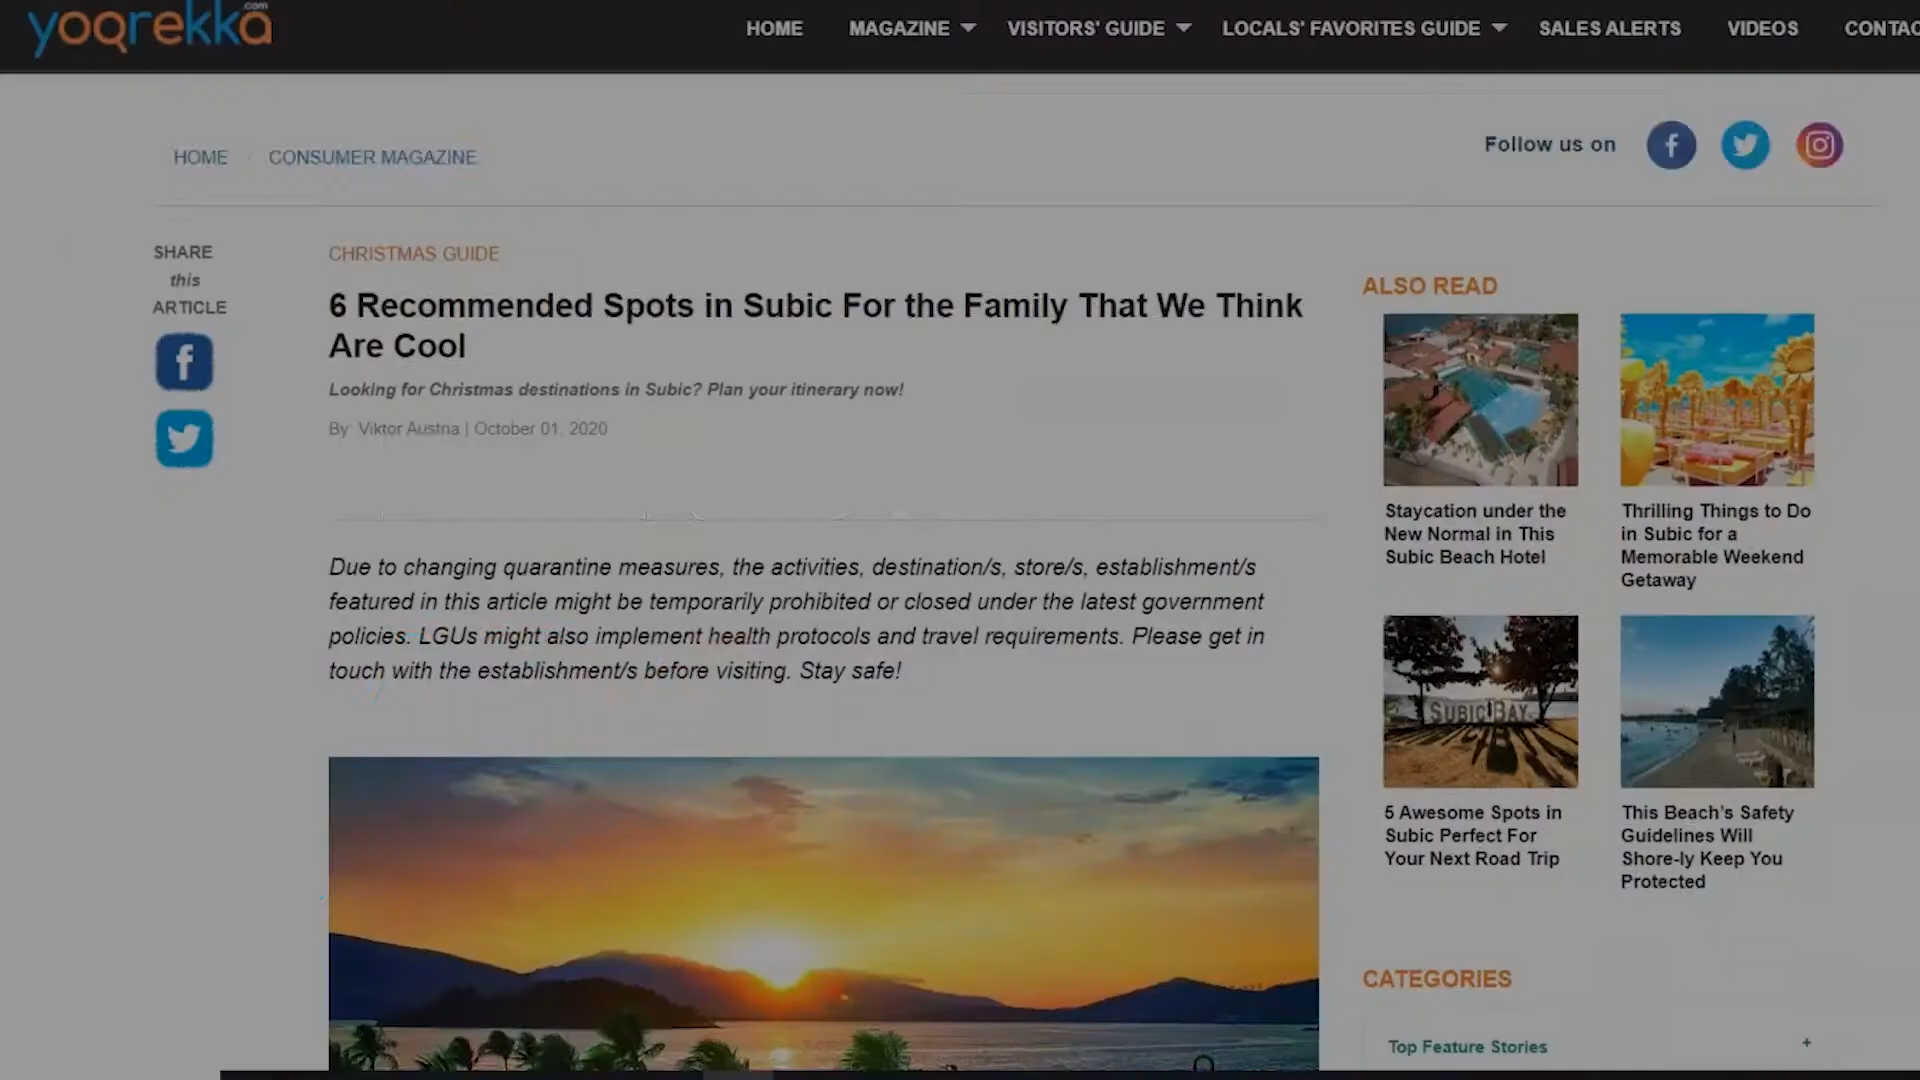 yoqrekka.com
HOME MAGAZINE VISITORS' GUIDE LOCALS' FAVORITES GUIDE SALES ALERTS VIDEOS CONTAC
HOME CONSUMER MAGAZINE
Follow us on
SHARE
this
ARTICLE
CHRISTMAS GUIDE
6 Recommended Spots in Subic For the Family That We Think
Are Cool
Looking for Christmas destinations in Subic? Plan your itinerary now!
By Viktor Austria | October 01, 2020
Due to changing quarantine measures, the activities, destination/s, store/s, establishment/s
featured in this article might be temporarily prohibited or closed under the latest government
policies. LGUs might also implement health protocols and travel requirements. Please get in
touch with the establishment/s before visiting. Stay safe!
ALSO READ
Staycation under the
New Normal in This
Subic Beach Hotel
Thrilling Things to Do
in Subic for a
Memorable Weekend
Getaway
SUBIC BAY
5 Awesome Spots in
Subic Perfect For
Your Next Road Trip
This Beach's Safety
Guidelines Will
Shore-ly Keep You
Protected
CATEGORIES
Top Feature Stories +